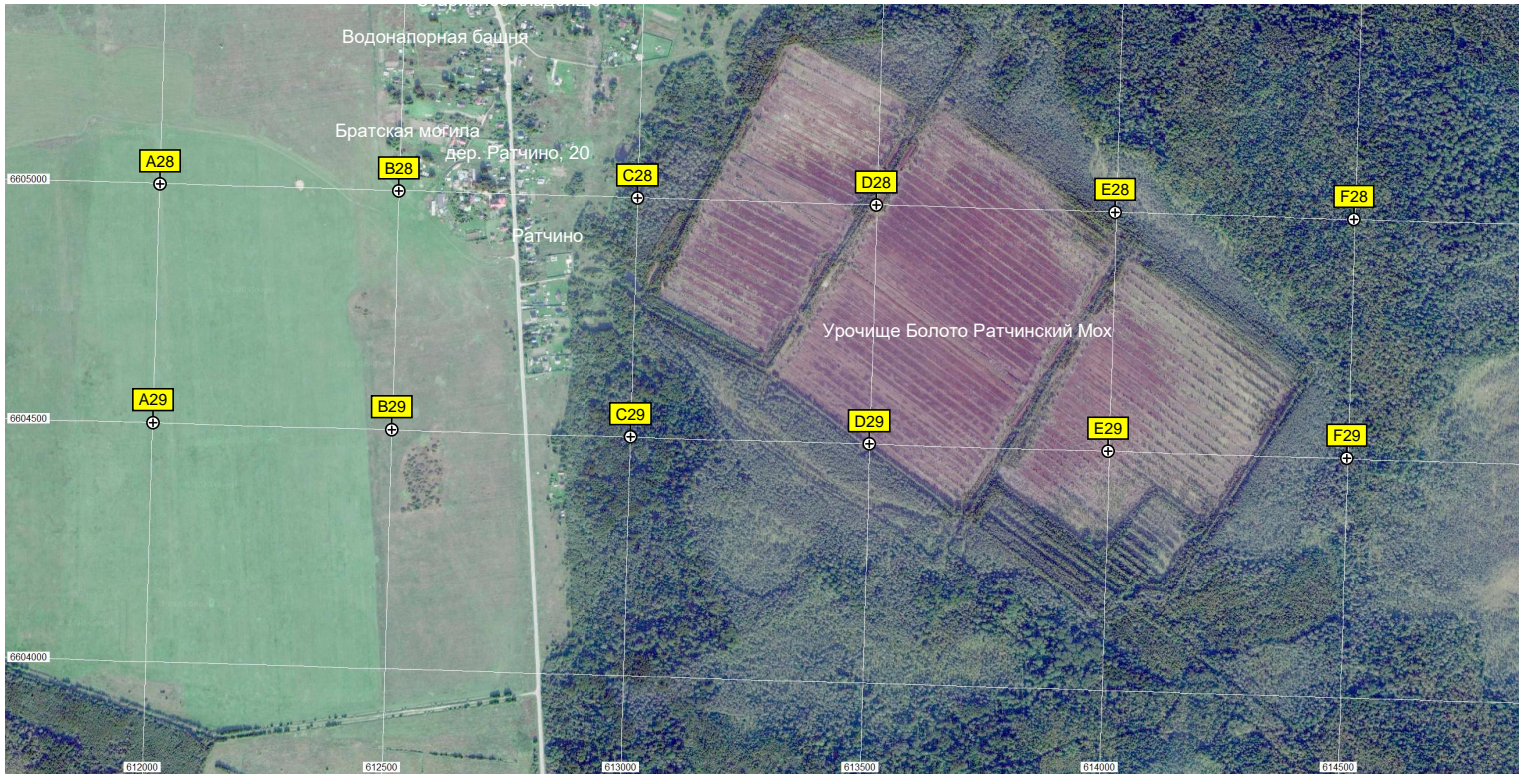 Водонапорная башня
Братская могила
дер. Ратчино, 20
A28
B28
C28
D28
E28
F28
6605000
Ратчино
Урочище Болото Ратчинский Мох
A29
B29
C29
D29
E29
F29
6604500
6604000
612000
612500
613000
613500
614000
614500